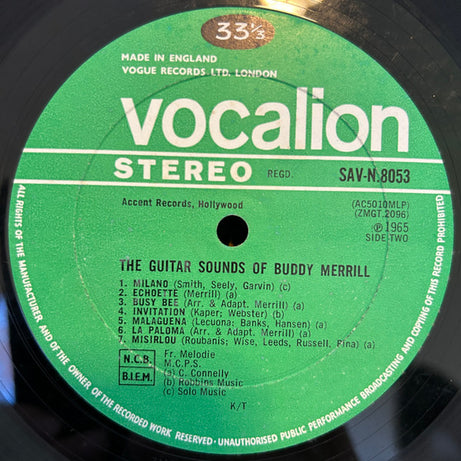 33⅓
MADE IN ENGLAND
VOGUE RECORDS LTD. LONDON
vocalion
STEREO REGD. SAV-N.8053
Accent Records, Hollywood
(AC5010MLP)
(ZMGT.2096)
Ⓟ1965
SIDE TWO
THE GUITAR SOUNDS OF BUDDY MERRILL
1. MILANO (Smith, Seely, Garvin) (c)
2. ECHOETTE (Merrill) (a)
3. BUSY BEE (Arr. & Adapt. Merrill) (a)
4. INVITATION (Kaper; Webster) (b)
5. MALAGUENA (Lecuona; Banks, Hansen) (a)
6. LA PALOMA (Arr. & Adapt. Merrill) (a)
7. MISIRLOU (Roubanis; Wise, Leeds, Russell, Pina) (a)
N.C.B.
B.I.E.M.
Fr. Melodie
M.C.P.S.
(a) C. Connelly
(b) Robbins Music
(c) Solo Music
K/T
ALL RIGHTS OF THE MANUFACTURER AND OF THE OWNER OF THE RECORDED WORK RESERVED · UNAUTHORISED PUBLIC PERFORMANCE BROADCASTING AND COPYING OF THIS RECORD PROHIBITED